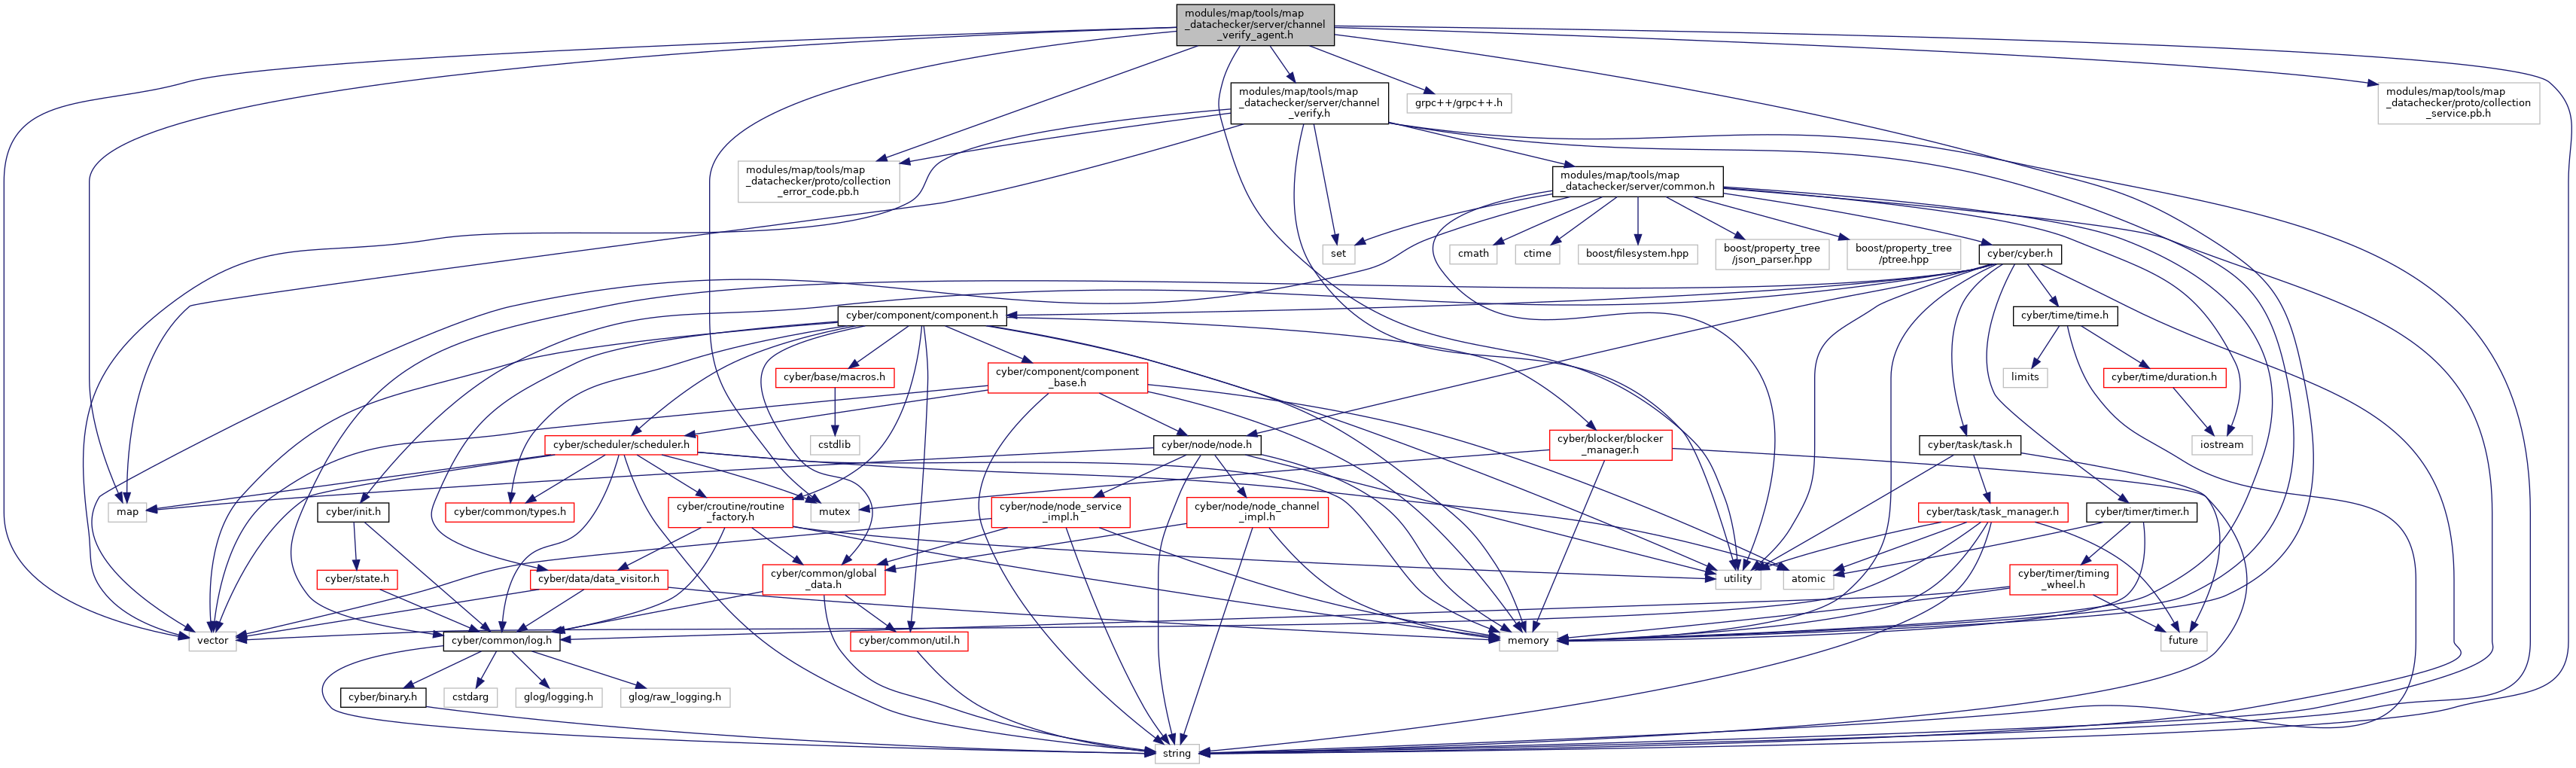 modules/map/tools/map
_datachecker/server/channel
_verify_agent.h
modules/map/tools/map
_datachecker/server/channel
_verify.h
grpc++/grpc++.h
modules/map/tools/map
_datachecker/proto/collection
_service.pb.h
modules/map/tools/map
_datachecker/proto/collection
_error_code.pb.h
modules/map/tools/map
_datachecker/server/common.h
set
cmath
ctime
boost/filesystem.hpp
boost/property_tree
/json_parser.hpp
boost/property_tree
/ptree.hpp
cyber/cyber.h
cyber/component/component.h
cyber/time/time.h
cyber/base/macros.h
cyber/component/component
_base.h
limits
cyber/time/duration.h
cstdlib
cyber/scheduler/scheduler.h
cyber/node/node.h
cyber/blocker/blocker
_manager.h
cyber/task/task.h
iostream
map
cyber/init.h
cyber/common/types.h
cyber/croutine/routine
_factory.h
mutex
cyber/node/node_service
_impl.h
cyber/node/node_channel
_impl.h
cyber/task/task_manager.h
cyber/timer/timer.h
cyber/state.h
cyber/data/data_visitor.h
cyber/common/global
_data.h
utility
atomic
cyber/timer/timing
_wheel.h
vector
cyber/common/log.h
cyber/common/util.h
memory
future
cyber/binary.h
cstdarg
glog/logging.h
glog/raw_logging.h
string